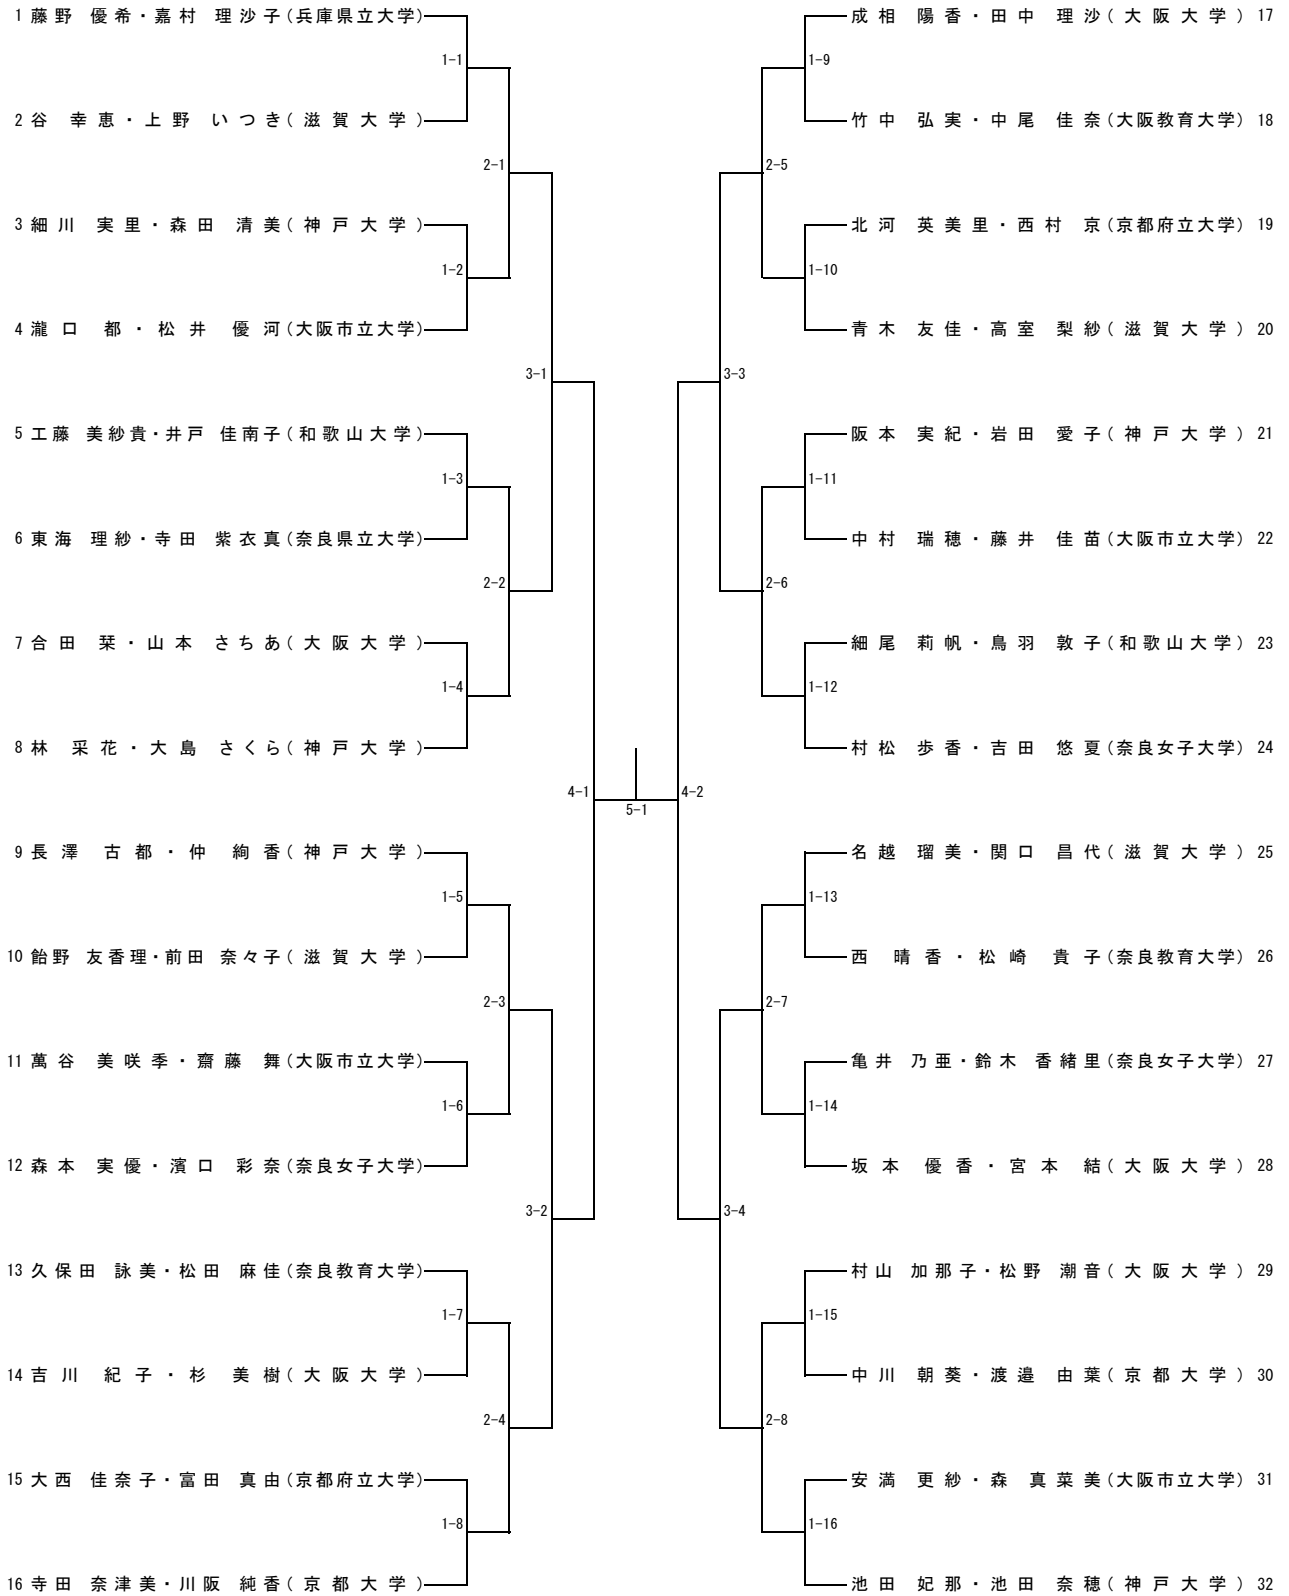 1 藤野 優希・嘉村 理沙子(兵庫県立大学)
1-1
2 谷 幸恵・上野 いつき(滋賀大学)
2-1
3 細川 実里・森田 清美(神戸大学)
1-2
4 瀧口 都・松井 優河(大阪市立大学)
3-1
5 工藤 美紗貴・井戸 佳南子(和歌山大学)
1-3
6 東海 理紗・寺田 紫衣真(奈良県立大学)
2-2
7 合田 栞・山本 さちあ(大阪大学)
1-4
8 林 采花・大島 さくら(神戸大学)
4-1
9 長澤 古都・仲 絢香(神戸大学)
1-5
10 飴野 友香理・前田 奈々子(滋賀大学)
2-3
11 萬谷 美咲季・齋藤 舞(大阪市立大学)
1-6
12 森本 実優・濱口 彩奈(奈良女子大学)
3-2
13 久保田 詠美・松田 麻佳(奈良教育大学)
1-7
14 吉川 紀子・杉 美樹(大阪大学)
2-4
15 大西 佳奈子・富田 真由(京都府立大学)
1-8
16 寺田 奈津美・川阪 純香(京都大学)
5-1
成相 陽香・田中 理沙(大阪大学) 17
1-9
竹中 弘実・中尾 佳奈(大阪教育大学) 18
2-5
北河 英美里・西村 京(京都府立大学) 19
1-10
青木 友佳・高室 梨紗(滋賀大学) 20
3-3
阪本 実紀・岩田 愛子(神戸大学) 21
1-11
中村 瑞穂・藤井 佳苗(大阪市立大学) 22
2-6
細尾 莉帆・鳥羽 敦子(和歌山大学) 23
1-12
村松 歩香・吉田 悠夏(奈良女子大学) 24
4-2
名越 瑠美・関口 昌代(滋賀大学) 25
1-13
西 晴香・松崎 貴子(奈良教育大学) 26
2-7
亀井 乃亜・鈴木 香緒里(奈良女子大学) 27
1-14
坂本 優香・宮本 結(大阪大学) 28
3-4
村山 加那子・松野 潮音(大阪大学) 29
1-15
中川 朝葵・渡邉 由葉(京都大学) 30
2-8
安満 更紗・森 真菜美(大阪市立大学) 31
1-16
池田 妃那・池田 奈穂(神戸大学) 32